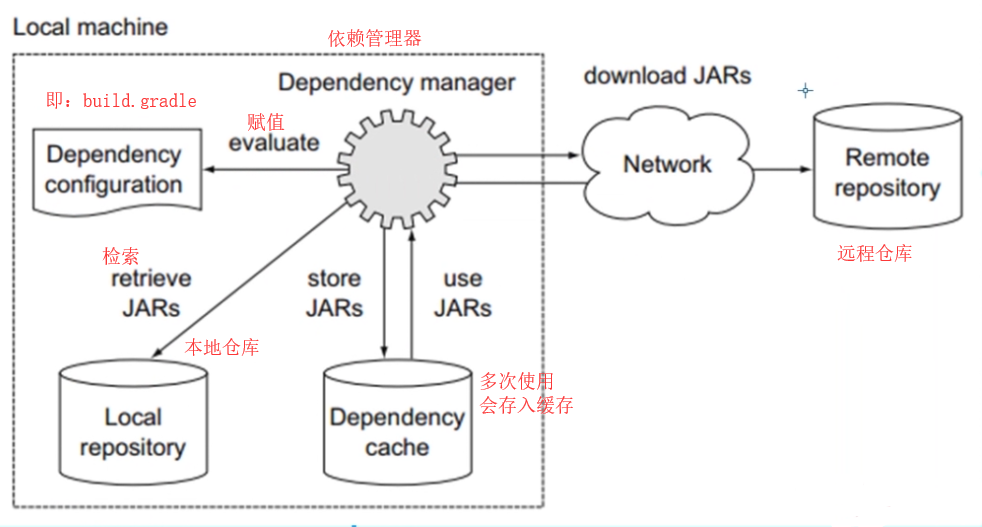 Local machine
依赖管理器
Dependency manager
download JARs
即：build.gradle
赋值
evaluate
Dependency
configuration
Network
Remote
repository
远程仓库
检索
retrieve
JARs
store
JARs
use
JARs
本地仓库
Local
repository
Dependency
cache
多次使用
会存入缓存